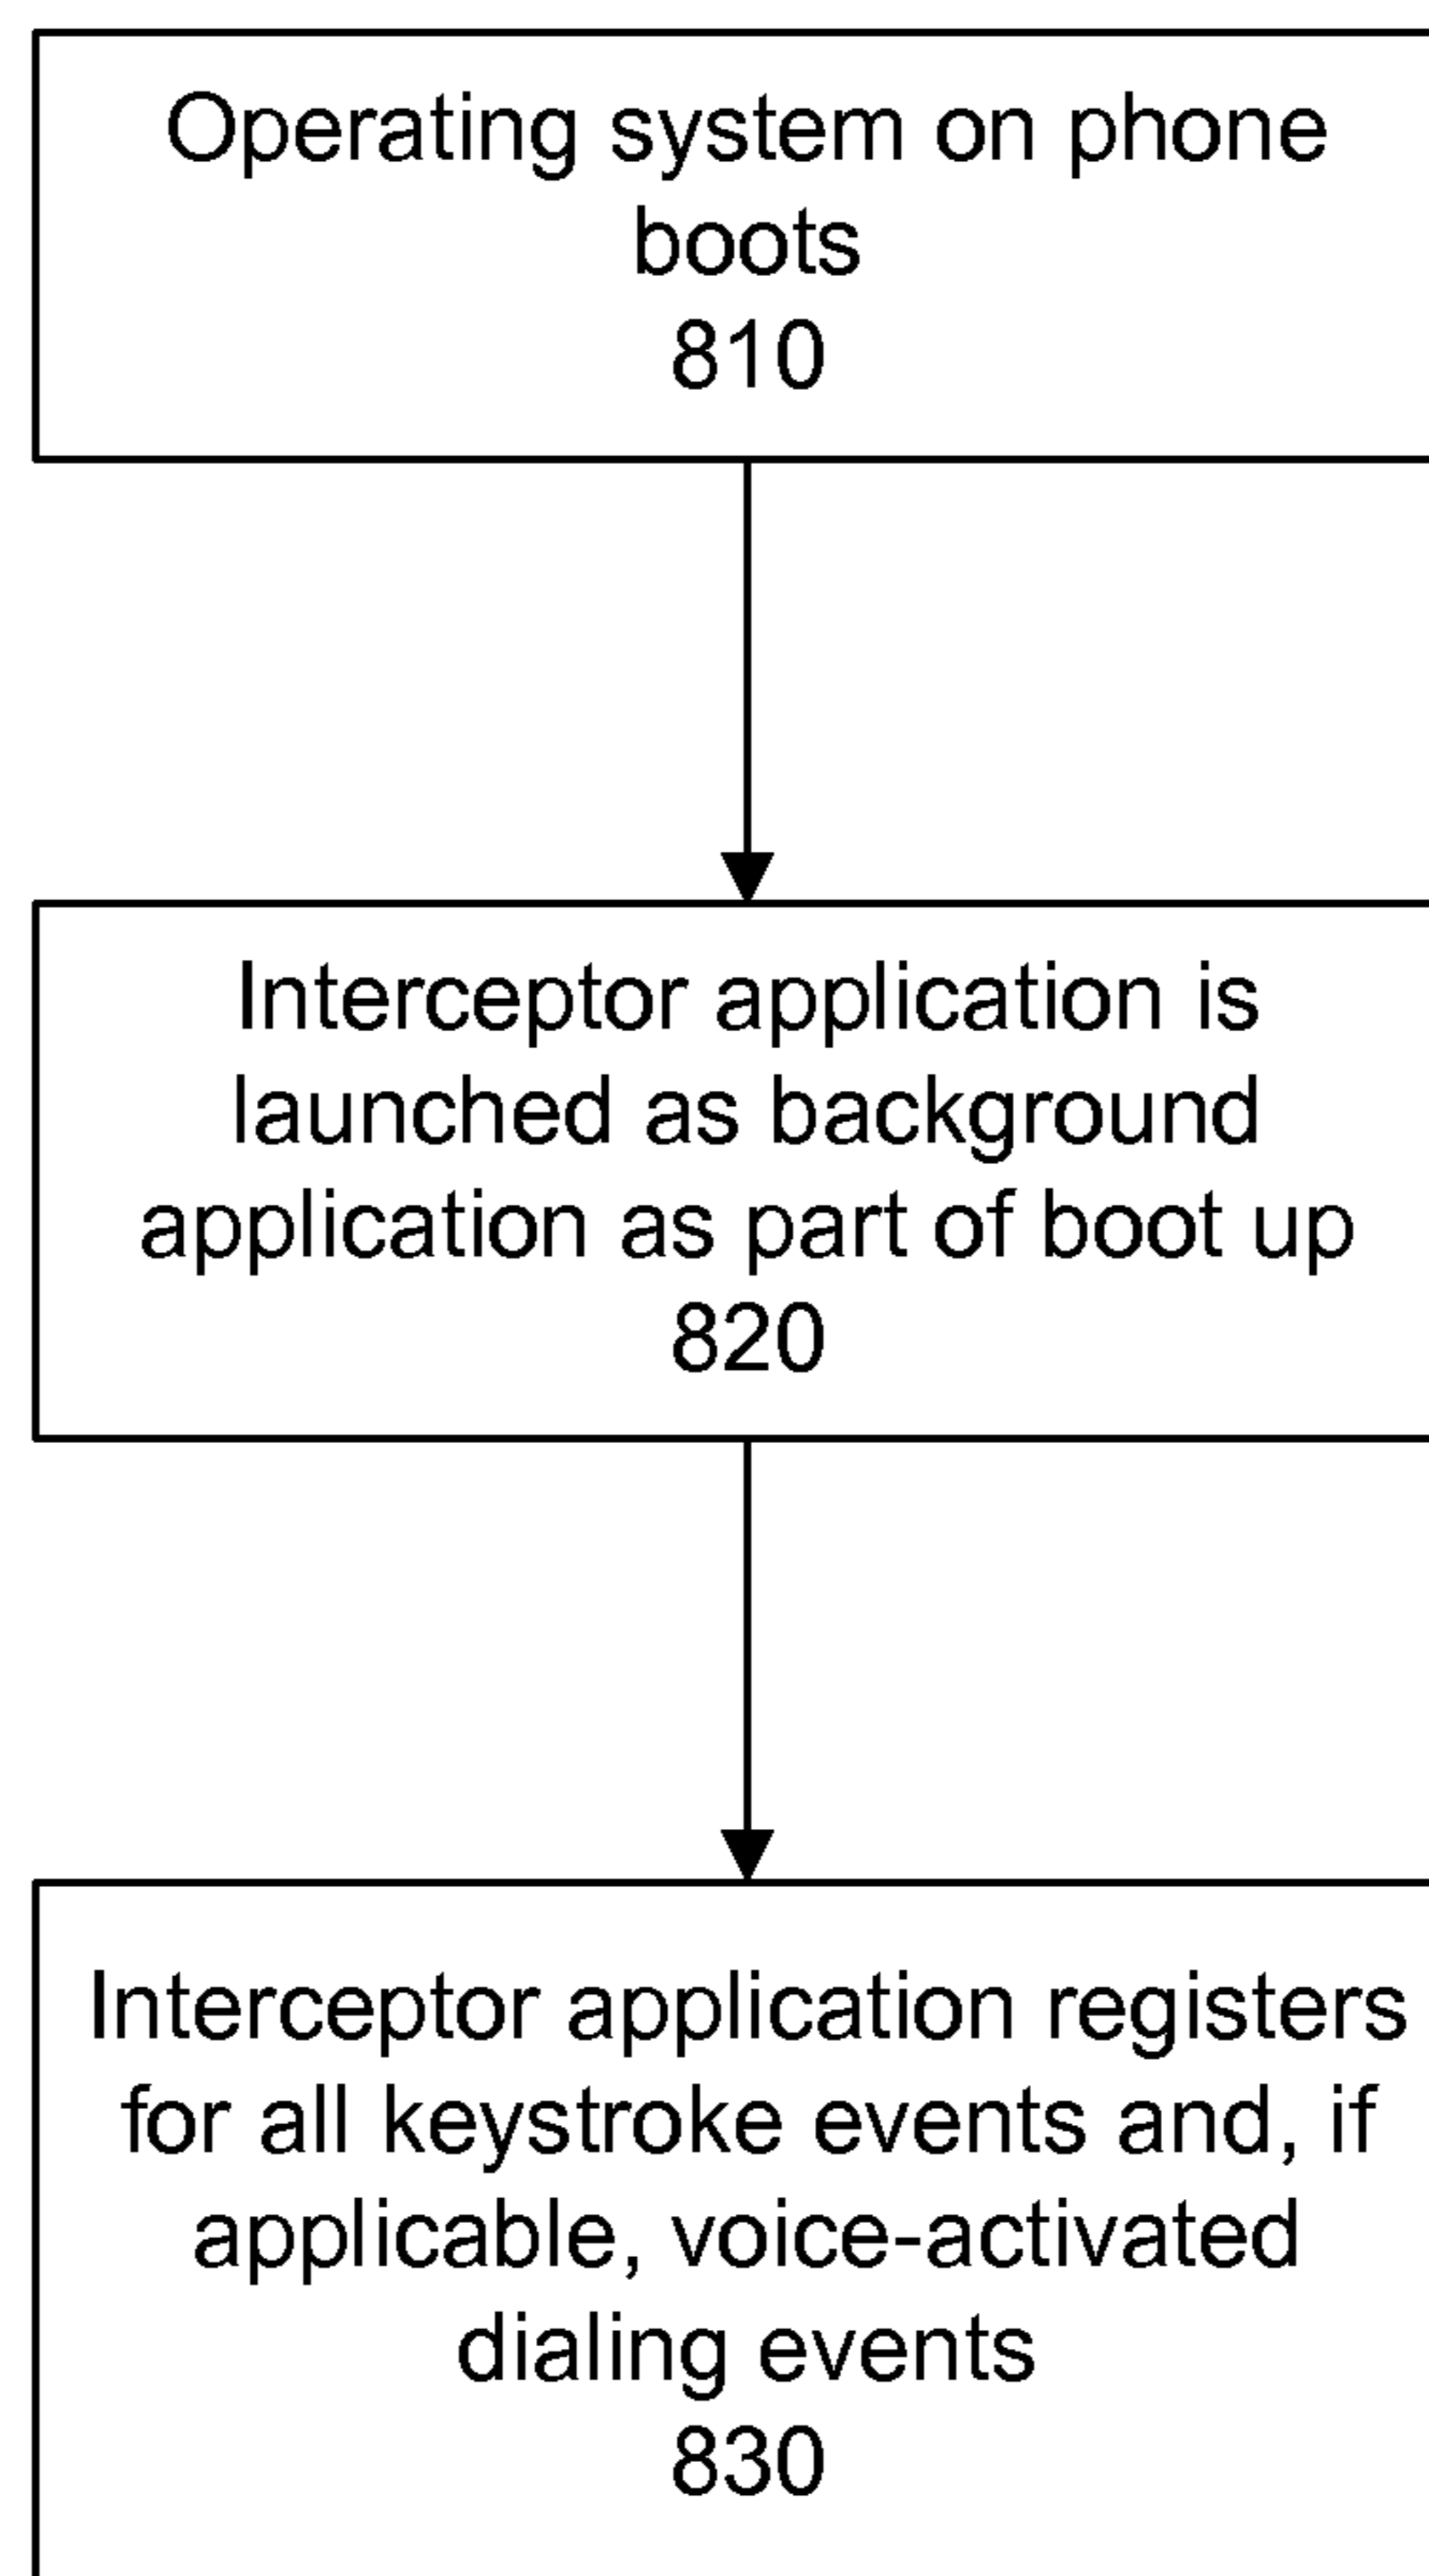 Operating system on phone
boots
810
Interceptor application is
launched as background
application as part of boot up
820
Interceptor application registers
for all keystroke events and, if
applicable, voice-activated
dialing events
830